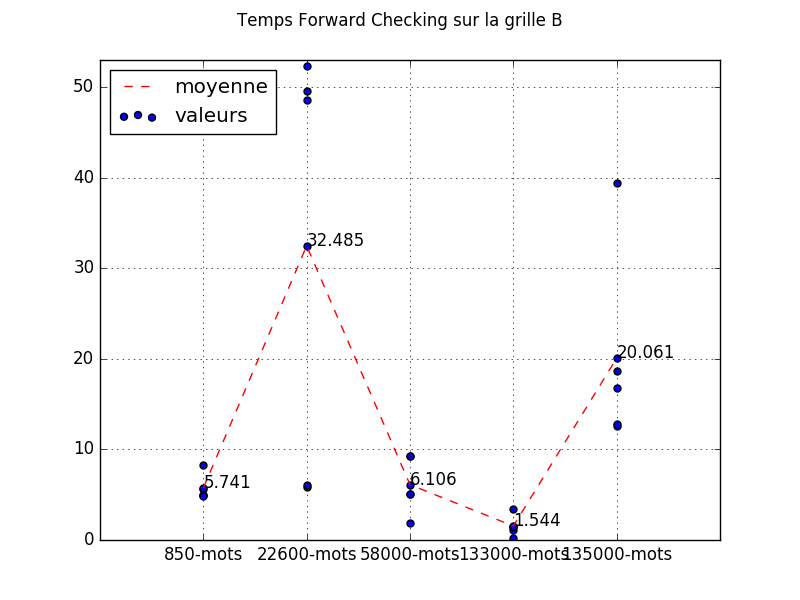 Temps Forward Checking sur la grille B
moyenne
valeurs
50
40
30
20
10
0
5.741
32.485
6.106
1.544
20.061
850-mots
22600-mots
58000-mots
133000-mots
135000-mots